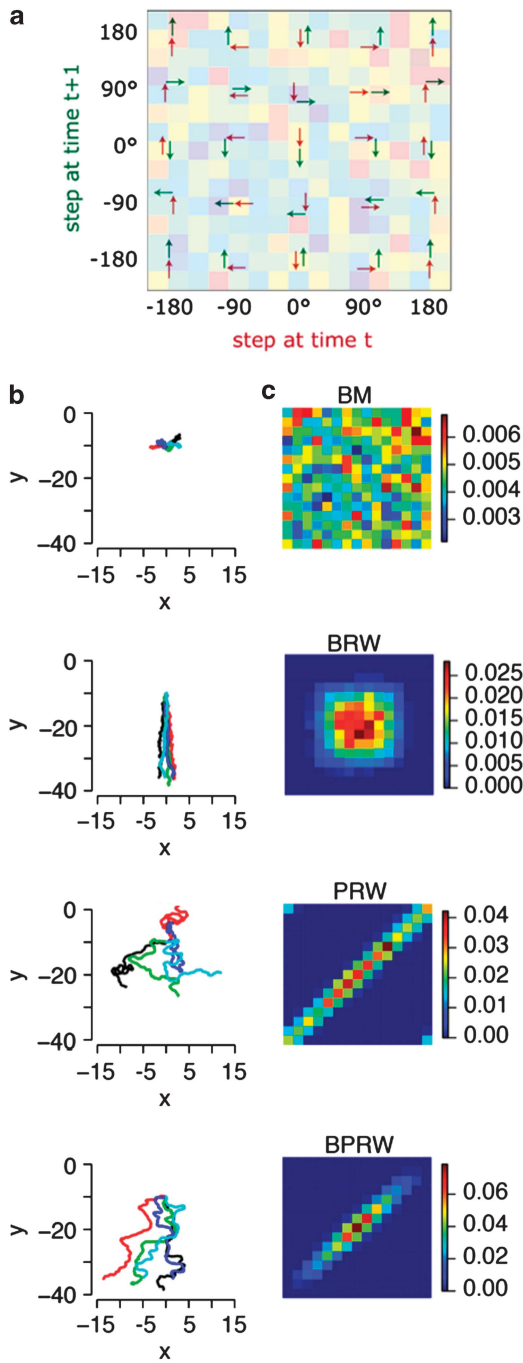 a
180
90°
0°
-90
-180
step at time t+1
-180 -90 0° 90° 180
step at time t
b
0
−20
−40
y
−15 -5 5 15
x
c
BM
0.006
0.005
0.004
0.003
0
−20
−40
y
−15 -5 5 15
x
BRW
0.025
0.020
0.015
0.010
0.005
0.000
0
−20
−40
y
−15 -5 5 15
x
PRW
0.04
0.03
0.02
0.01
0.00
0
−20
−40
y
−15 -5 5 15
x
BPRW
0.06
0.04
0.02
0.00